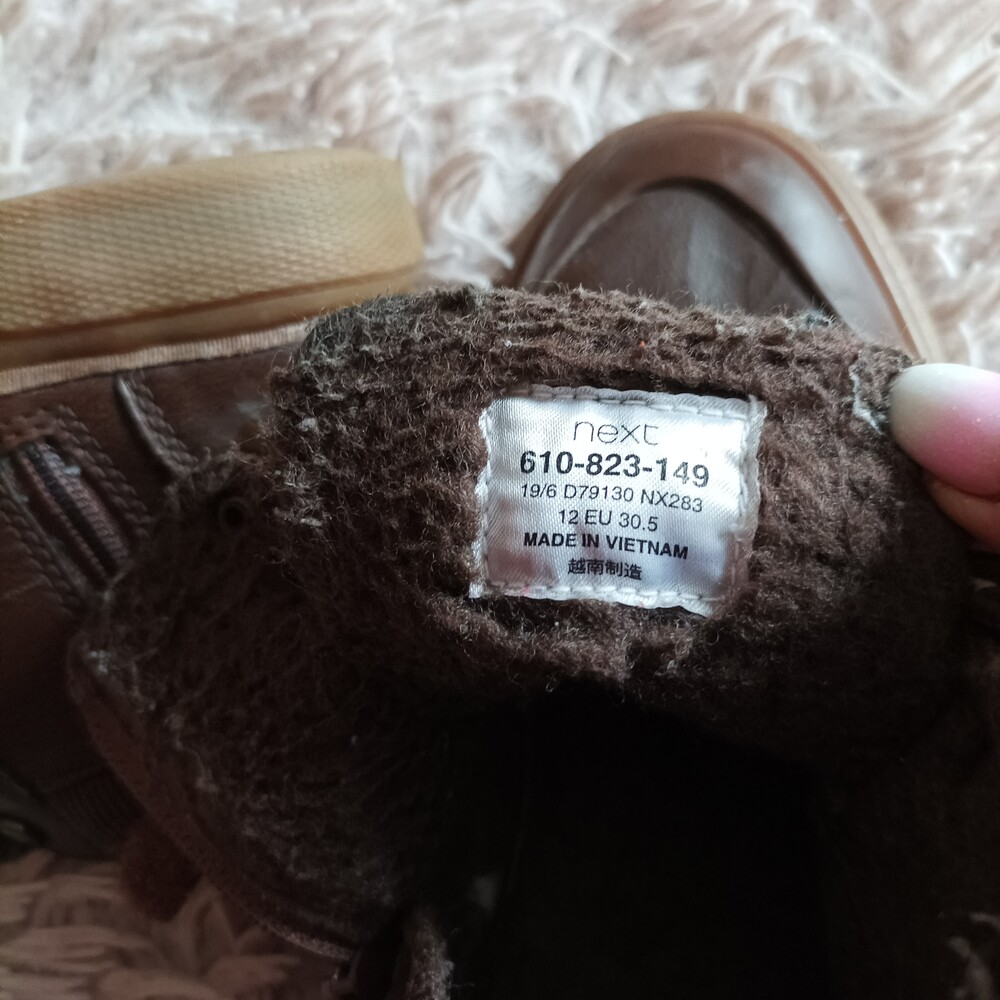 next
610-823-149
19/6 D79130 NX283
12 EU 30.5
MADE IN VIETNAM
越南制造